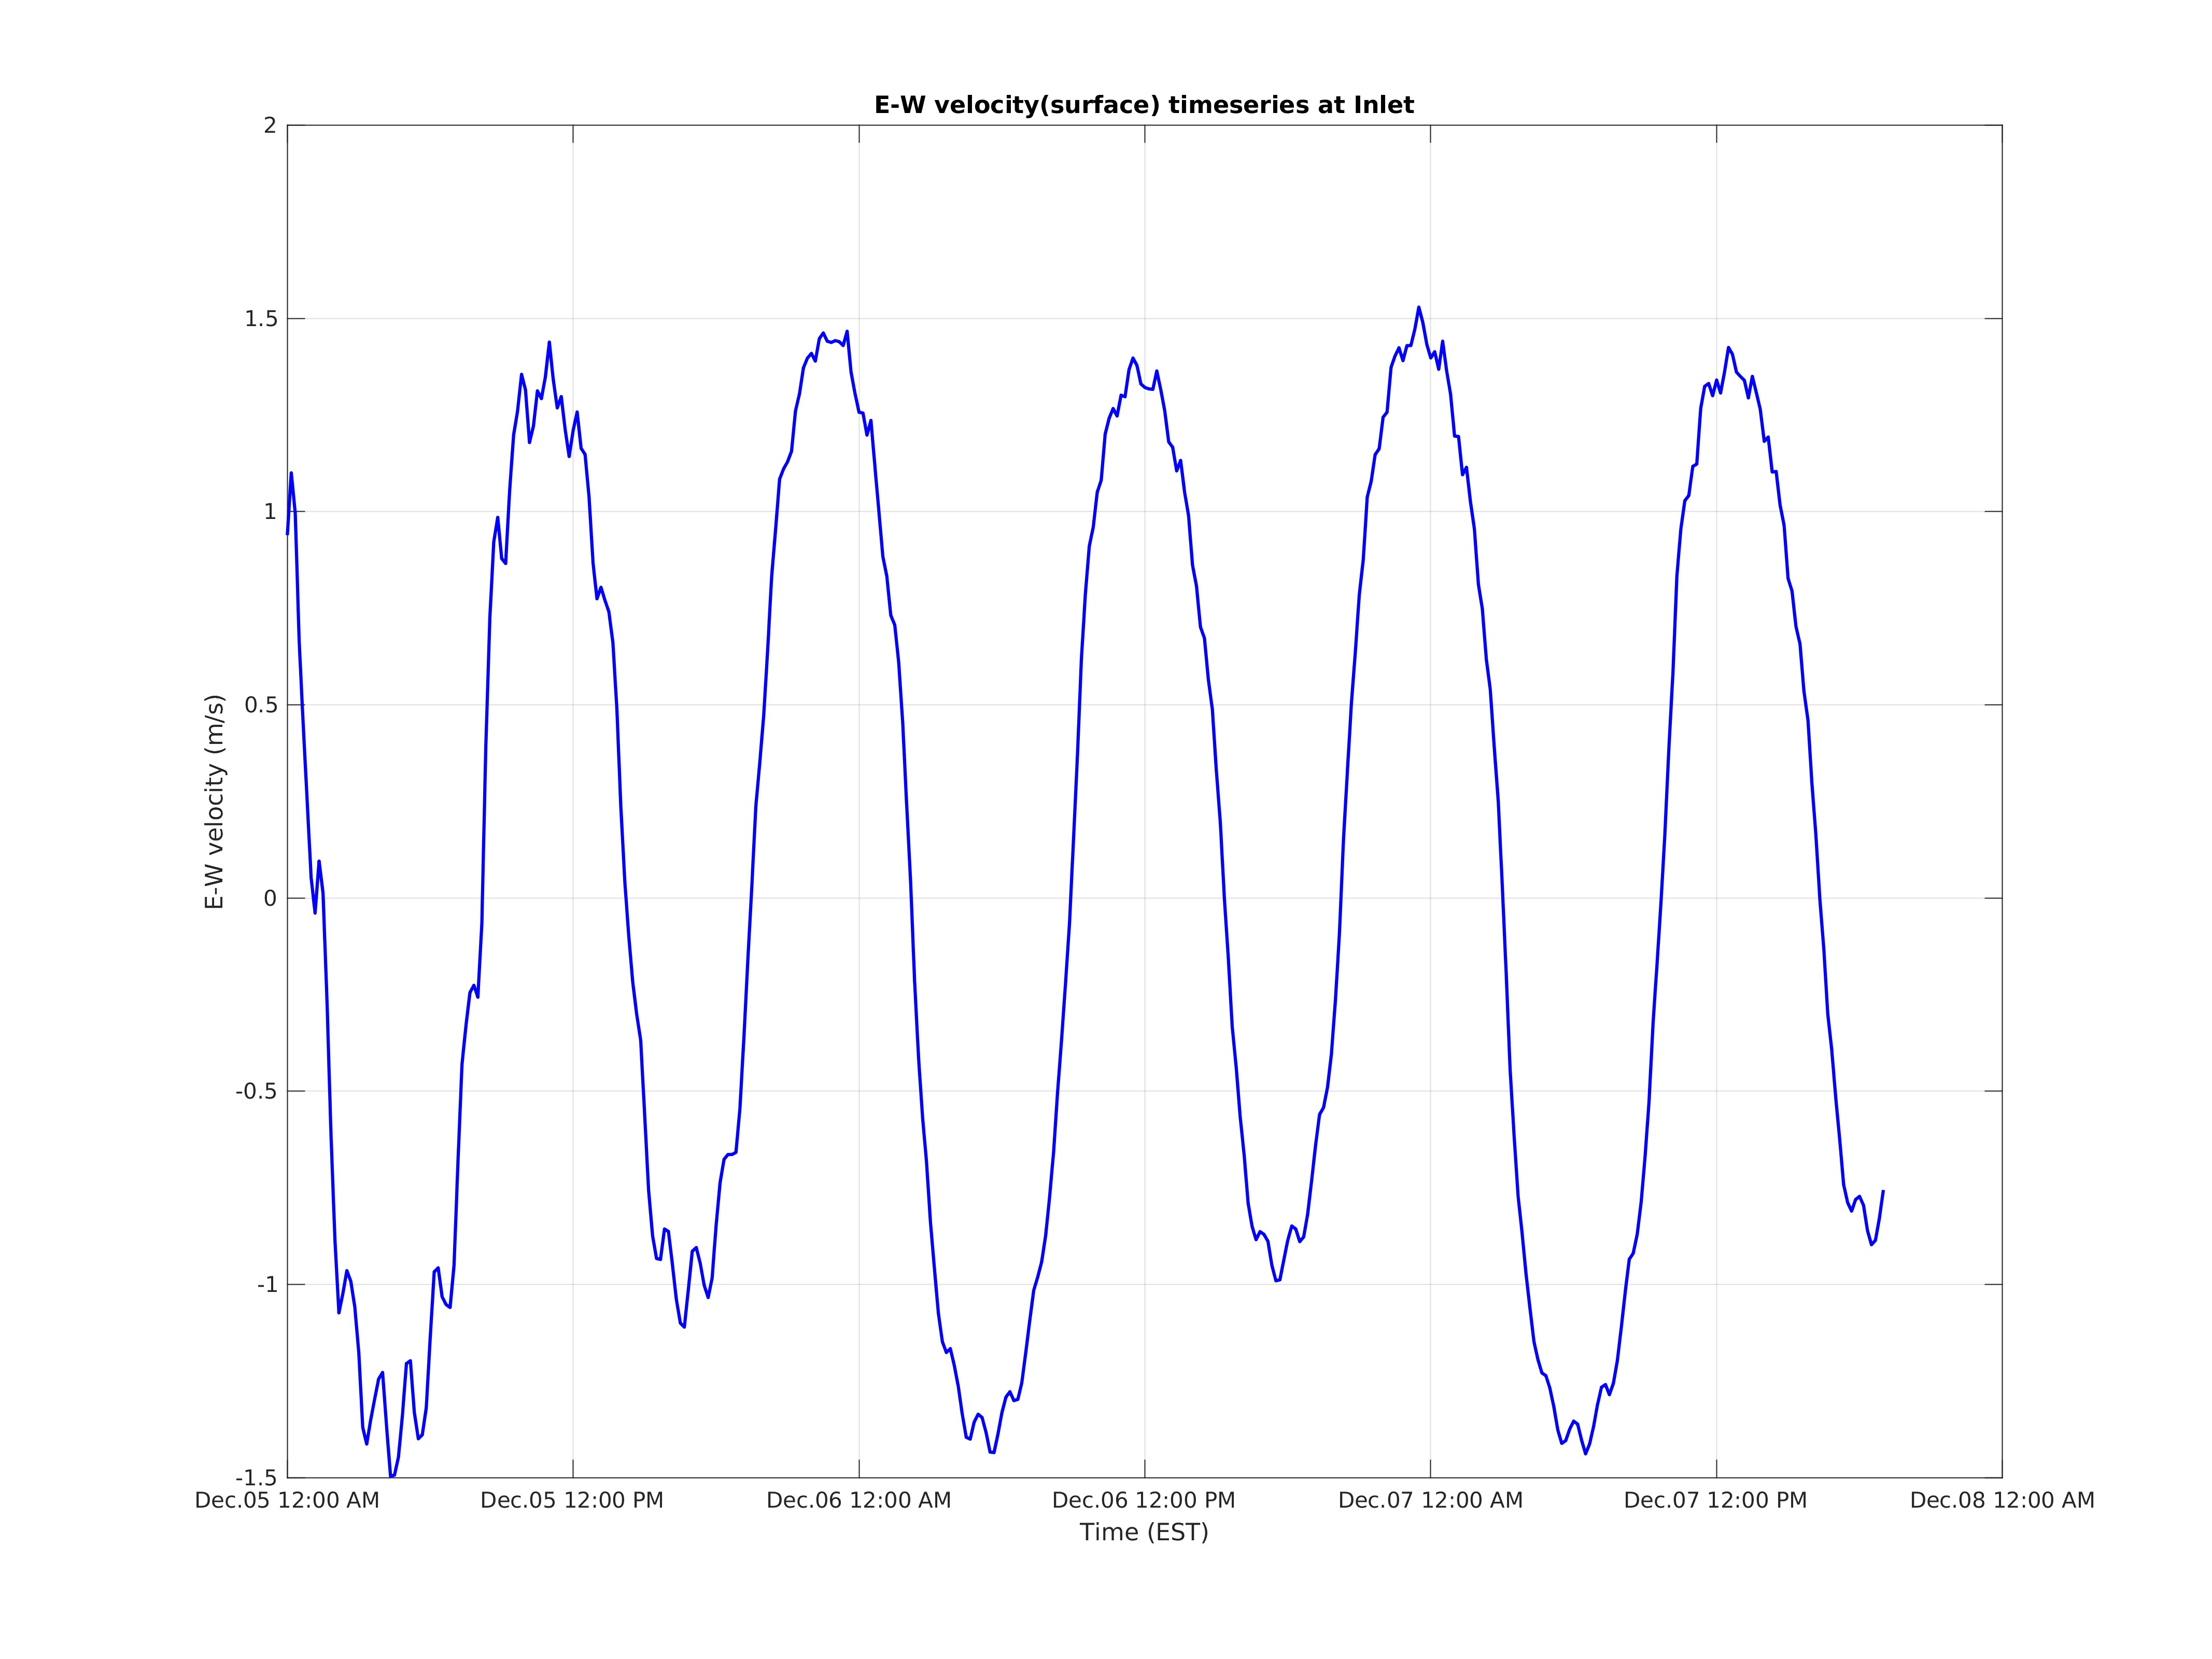 E-W velocity(surface) timeseries at Inlet
2
1.5
1
0.5
0
-0.5
-1
-1.5
E-W velocity (m/s)
Dec.05 12:00 AM Dec.05 12:00 PM Dec.06 12:00 AM Dec.06 12:00 PM Dec.07 12:00 AM Dec.07 12:00 PM Dec.08 12:00 AM
Time (EST)